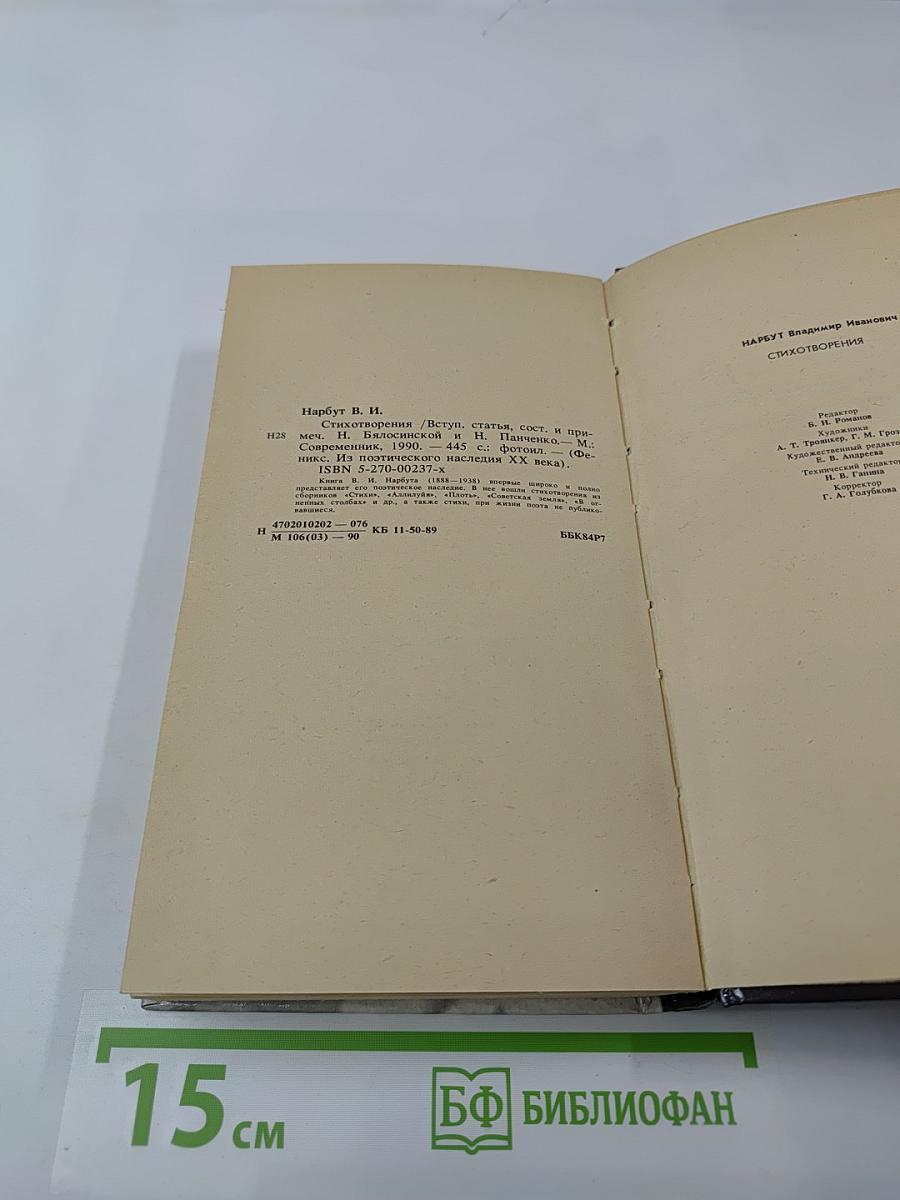 Нарбут В. И.
Стихотворения /Вступ. статья, сост. и при-
Н28 меч. Н. Бялосинской и Н. Панченко.— М.:
Современник, 1990. — 445 с.: фотоил. — (Фе-
никс. Из поэтического наследия XX века).
ISBN 5-270-00237-x
Книга В. И. Нарбута (1888—1938) впервые широко и полно
представляет его поэтическое наследие. В нее вошли стихотворения из
сборников «Стихи», «Аллилуйя», «Плоть», «Советская земля», «В ог-
ненных столбах» и др., а также стихи, при жизни поэта не публико-
вавшиеся.
Н 4702010202 — 076
М 106(03) — 90
КБ 11-50-89
ББК84Р7
НАРБУТ Владимир Иванович
СТИХОТВОРЕНИЯ
Редактор
Б. И. Романов
Художники
А. Т. Троянкер, Г. М. Гроз
Художественный редактор
Е. В. Андреева
Технический редактор
Н. В. Ганина
Корректор
Г. А. Голубкова
15 см
БФ БИБЛИОФАН